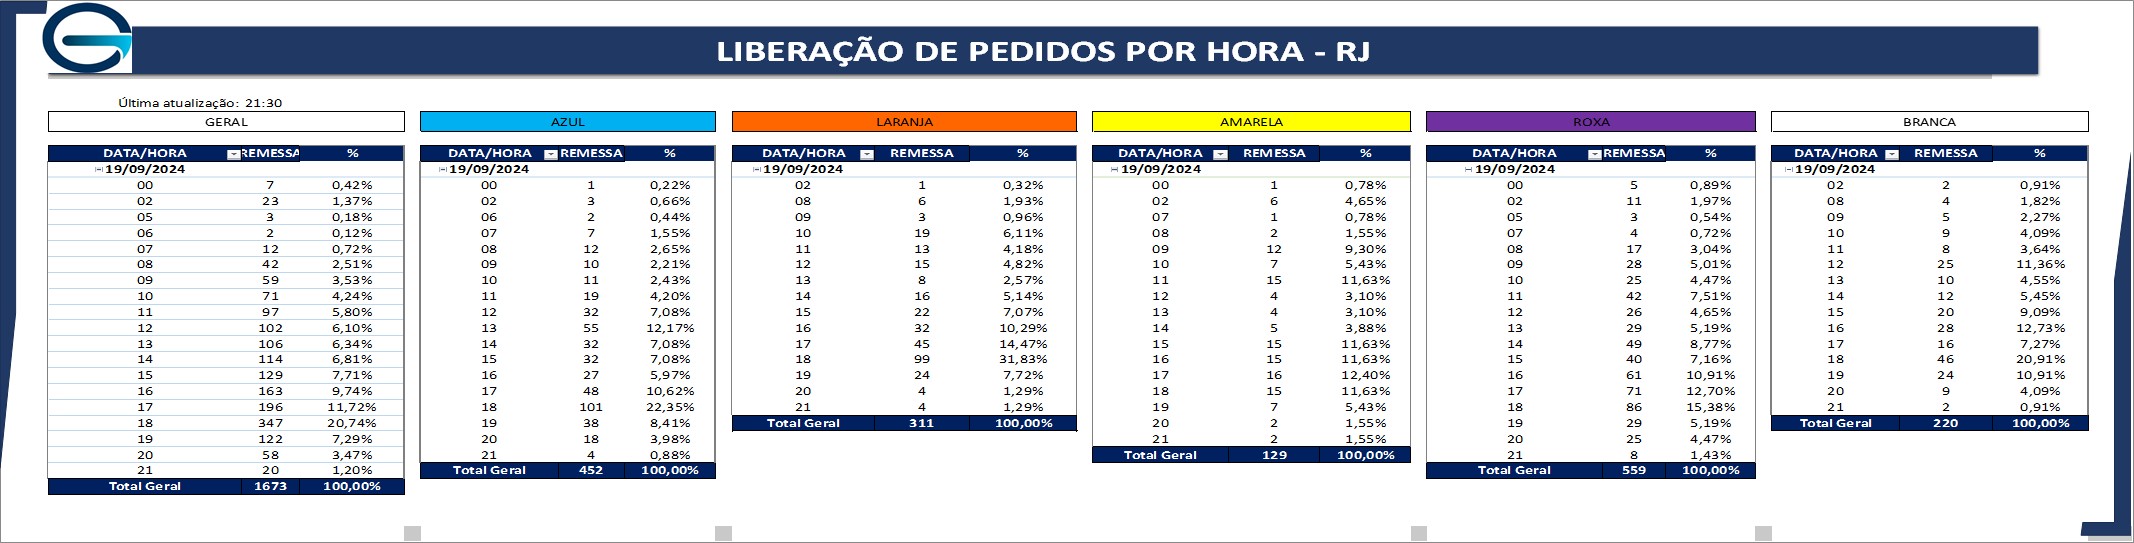 LIBERAÇÃO DE PEDIDOS POR HORA - RJ
Última atualização: 21:30
GERAL
DATA/HORA REMESSA %
19/09/2024
00 7 0,42%
02 23 1,37%
05 3 0,18%
06 2 0,12%
07 12 0,72%
08 42 2,51%
09 59 3,53%
10 71 4,24%
11 97 5,80%
12 102 6,10%
13 106 6,34%
14 114 6,81%
15 129 7,71%
16 163 9,74%
17 196 11,72%
18 347 20,74%
19 122 7,29%
20 58 3,47%
21 20 1,20%
Total Geral 1673 100,00%
AZUL
DATA/HORA REMESSA %
19/09/2024
00 1 0,22%
02 3 0,66%
06 2 0,44%
07 7 1,55%
08 12 2,65%
09 10 2,21%
10 11 2,43%
11 19 4,20%
12 32 7,08%
13 55 12,17%
14 32 7,08%
15 32 7,08%
16 27 5,97%
17 48 10,62%
18 101 22,35%
19 38 8,41%
20 18 3,98%
21 4 0,88%
Total Geral 452 100,00%
LARANJA
DATA/HORA REMESSA %
19/09/2024
02 1 0,32%
08 6 1,93%
09 3 0,96%
10 19 6,11%
11 13 4,18%
12 15 4,82%
13 8 2,57%
14 16 5,14%
15 22 7,07%
16 32 10,29%
17 45 14,47%
18 99 31,83%
19 24 7,72%
20 4 1,29%
21 4 1,29%
Total Geral 311 100,00%
AMARELA
DATA/HORA REMESSA %
19/09/2024
00 1 0,78%
02 6 4,65%
07 1 0,78%
08 2 1,55%
09 12 9,30%
10 7 5,43%
11 15 11,63%
12 4 3,10%
13 4 3,10%
14 5 3,88%
15 15 11,63%
16 15 11,63%
17 16 12,40%
18 15 11,63%
19 7 5,43%
20 2 1,55%
21 2 1,55%
Total Geral 129 100,00%
ROXA
DATA/HORA REMESSA %
19/09/2024
00 5 0,89%
02 11 1,97%
05 3 0,54%
07 4 0,72%
08 17 3,04%
09 28 5,01%
10 25 4,47%
11 42 7,51%
12 26 4,65%
13 29 5,19%
14 49 8,77%
15 40 7,16%
16 61 10,91%
17 71 12,70%
18 86 15,38%
19 29 5,19%
20 25 4,47%
21 8 1,43%
Total Geral 559 100,00%
BRANCA
DATA/HORA REMESSA %
19/09/2024
02 2 0,91%
08 4 1,82%
09 5 2,27%
10 9 4,09%
11 8 3,64%
12 25 11,36%
13 10 4,55%
14 12 5,45%
15 20 9,09%
16 28 12,73%
17 16 7,27%
18 46 20,91%
19 24 10,91%
20 9 4,09%
21 2 0,91%
Total Geral 220 100,00%